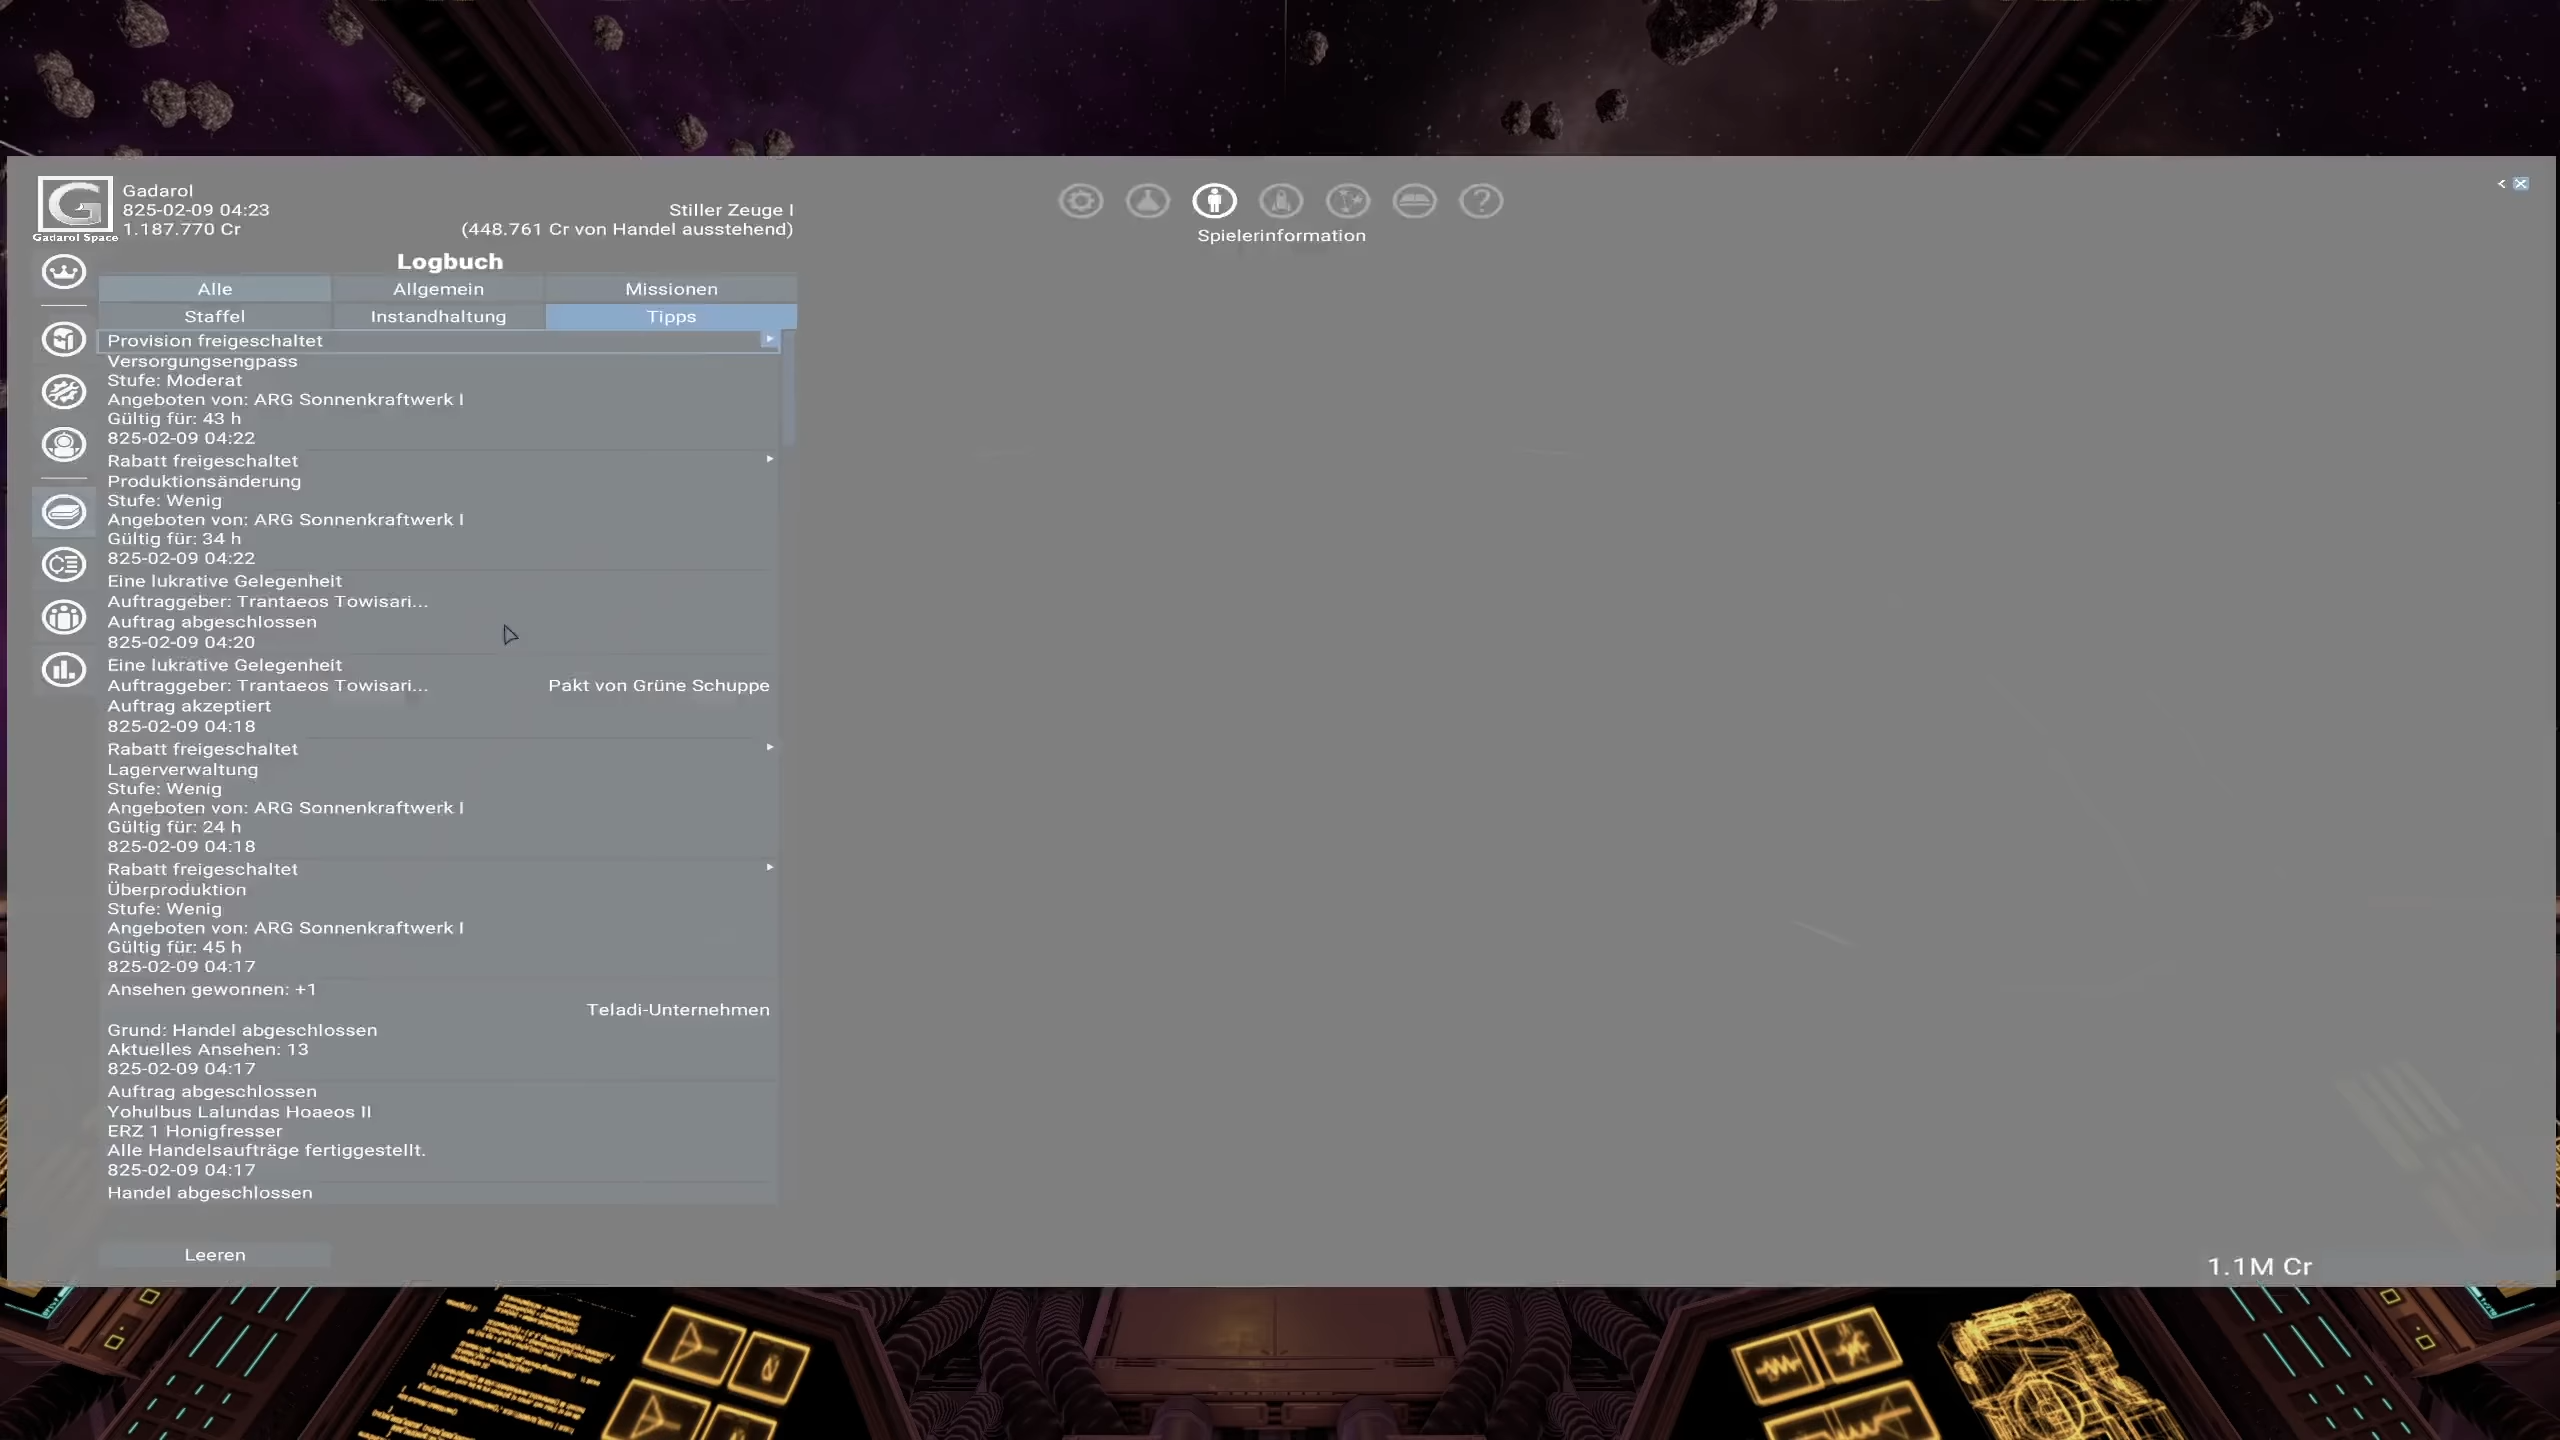 Gadarol
825-02-09 04:23
1.187.770 Cr
Gadarol Space
Stiller Zeuge I
(448.761 Cr von Handel ausstehend)
Spielerinformation
Logbuch
Alle
Allgemein
Missionen
Staffel
Instandhaltung
Tipps
Provision freigeschaltet
Versorgungsengpass
Stufe: Moderat
Angeboten von: ARG Sonnenkraftwerk I
Gültig für: 43 h
825-02-09 04:22
Rabatt freigeschaltet
Produktionsänderung
Stufe: Wenig
Angeboten von: ARG Sonnenkraftwerk I
Gültig für: 34 h
825-02-09 04:22
Eine lukrative Gelegenheit
Auftraggeber: Trantaeos Towisari...
Auftrag abgeschlossen
825-02-09 04:20
Eine lukrative Gelegenheit
Auftraggeber: Trantaeos Towisari... Pakt von Grüne Schuppe
Auftrag akzeptiert
825-02-09 04:18
Rabatt freigeschaltet
Lagerverwaltung
Stufe: Wenig
Angeboten von: ARG Sonnenkraftwerk I
Gültig für: 24 h
825-02-09 04:18
Rabatt freigeschaltet
Überproduktion
Stufe: Wenig
Angeboten von: ARG Sonnenkraftwerk I
Gültig für: 45 h
825-02-09 04:17
Ansehen gewonnen: +1
Teladi-Unternehmen
Grund: Handel abgeschlossen
Aktuelles Ansehen: 13
825-02-09 04:17
Auftrag abgeschlossen
Yohulbus Lalundas Hoaeos II
ERZ 1 Honigfresser
Alle Handelsaufträge fertiggestellt.
825-02-09 04:17
Handel abgeschlossen
Leeren
1.1M Cr